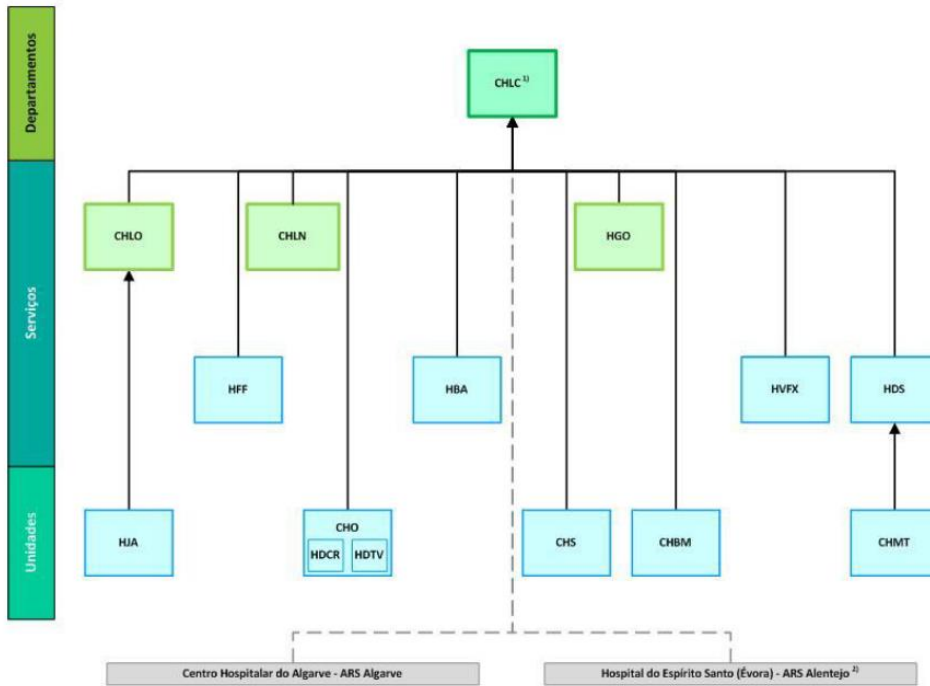 Departamentos
CHLC 1)
Serviços
CHLO
CHLN
HGO
HFF
HBA
HVFX
HDS
Unidades
HJA
CHO
HDCR
HDTV
CHS
CHBM
CHMT
Centro Hospitalar do Algarve - ARS Algarve
Hospital do Espírito Santo (Évora) - ARS Alentejo 2)